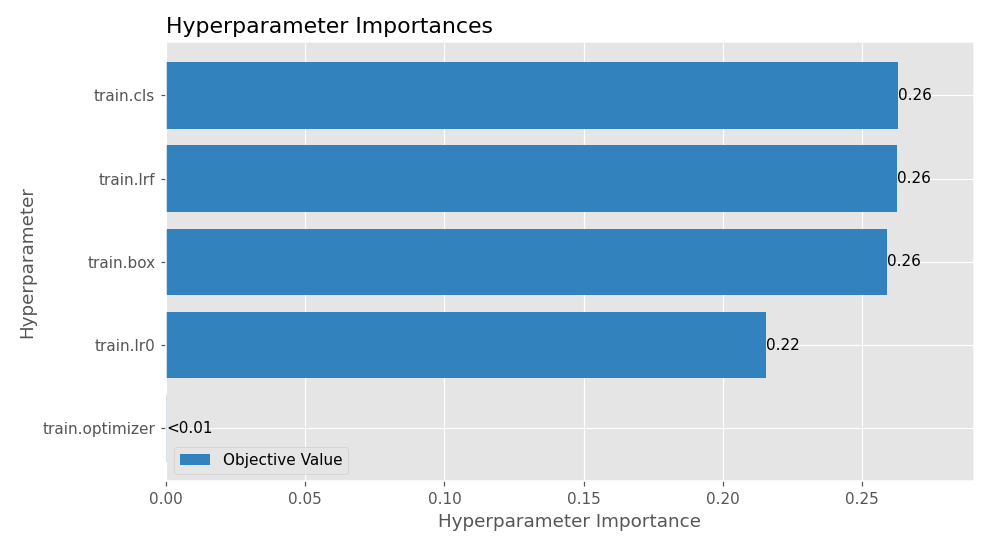 Hyperparameter Importances
train.cls
0.26
train.lrf
0.26
train.box
0.26
train.lr0
0.22
train.optimizer
<0.01
Hyperparameter
Objective Value
0.00 0.05 0.10 0.15 0.20 0.25
Hyperparameter Importance